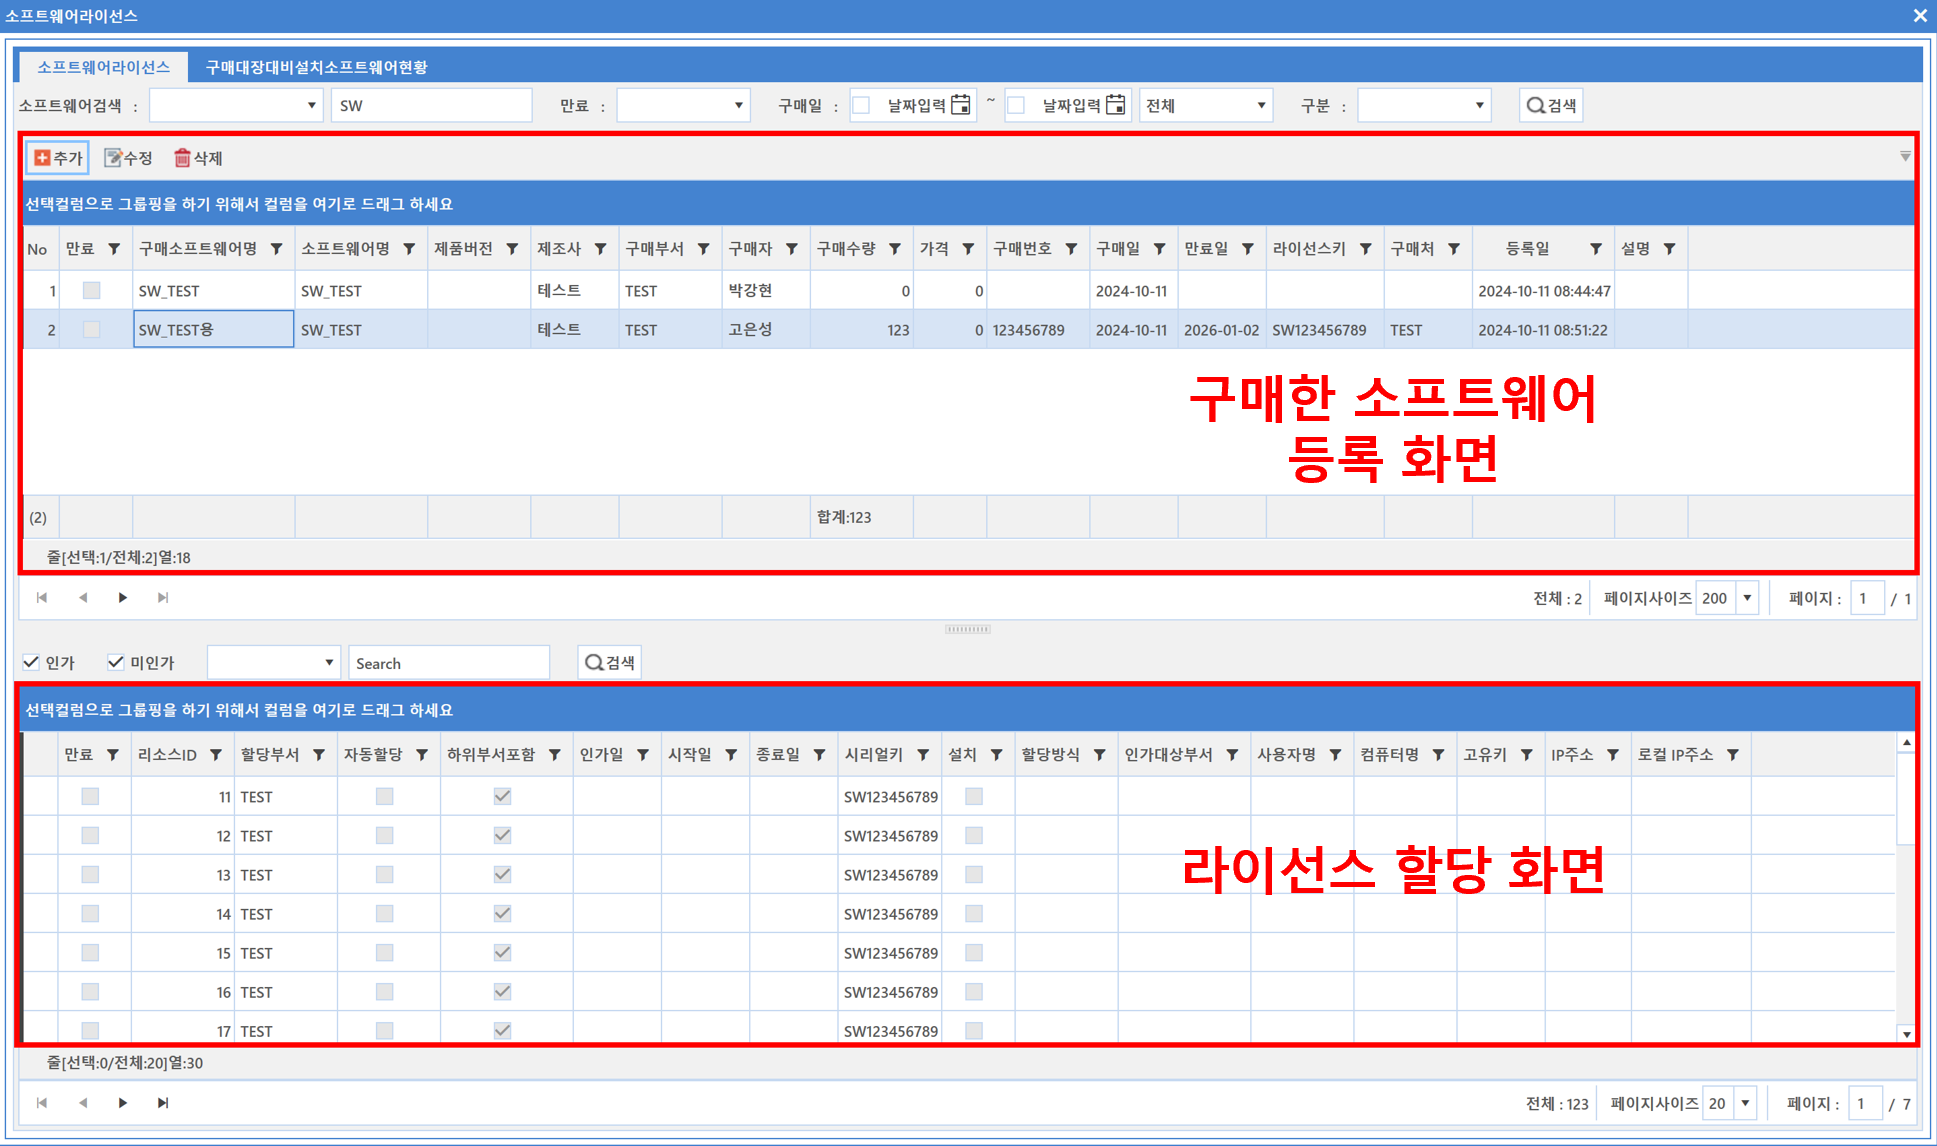 소프트웨어라이선스
소프트웨어라이선스 구매대장대비설치소프트웨어현황
소프트웨어검색 : SW 만료 : 구매일 : 날짜입력 ~ 날짜입력 전체 구분 : 검색
추가 수정 삭제
선택컬럼으로 그룹핑을 하기 위해서 컬럼을 여기로 드래그 하세요
No 만료 구매소프트웨어명 소프트웨어명 제품버전 제조사 구매부서 구매자 구매수량 가격 구매번호 구매일 만료일 라이선스키 구매처 등록일 설명
1 SW_TEST SW_TEST 테스트 TEST 박강현 0 0 2024-10-11 2024-10-11 08:44:47
2 SW_TEST용 SW_TEST 테스트 TEST 고은성 123 0 123456789 2024-10-11 2026-01-02 SW123456789 TEST 2024-10-11 08:51:22
구매한 소프트웨어
등록 화면
(2) 합계:123
줄[선택:1/전체:2]열:18
전체 : 2 페이지사이즈 200 페이지 : 1 / 1
인가 미인가 Search 검색
선택컬럼으로 그룹핑을 하기 위해서 컬럼을 여기로 드래그 하세요
만료 리소스ID 할당부서 자동할당 하위부서포함 인가일 시작일 종료일 시리얼키 설치 할당방식 인가대상부서 사용자명 컴퓨터명 고유키 IP주소 로컬 IP주소
11 TEST SW123456789
12 TEST SW123456789
13 TEST SW123456789
라이선스 할당 화면
14 TEST SW123456789
15 TEST SW123456789
16 TEST SW123456789
17 TEST SW123456789
줄[선택:0/전체:20]열:30
전체 : 123 페이지사이즈 20 페이지 : 1 / 7